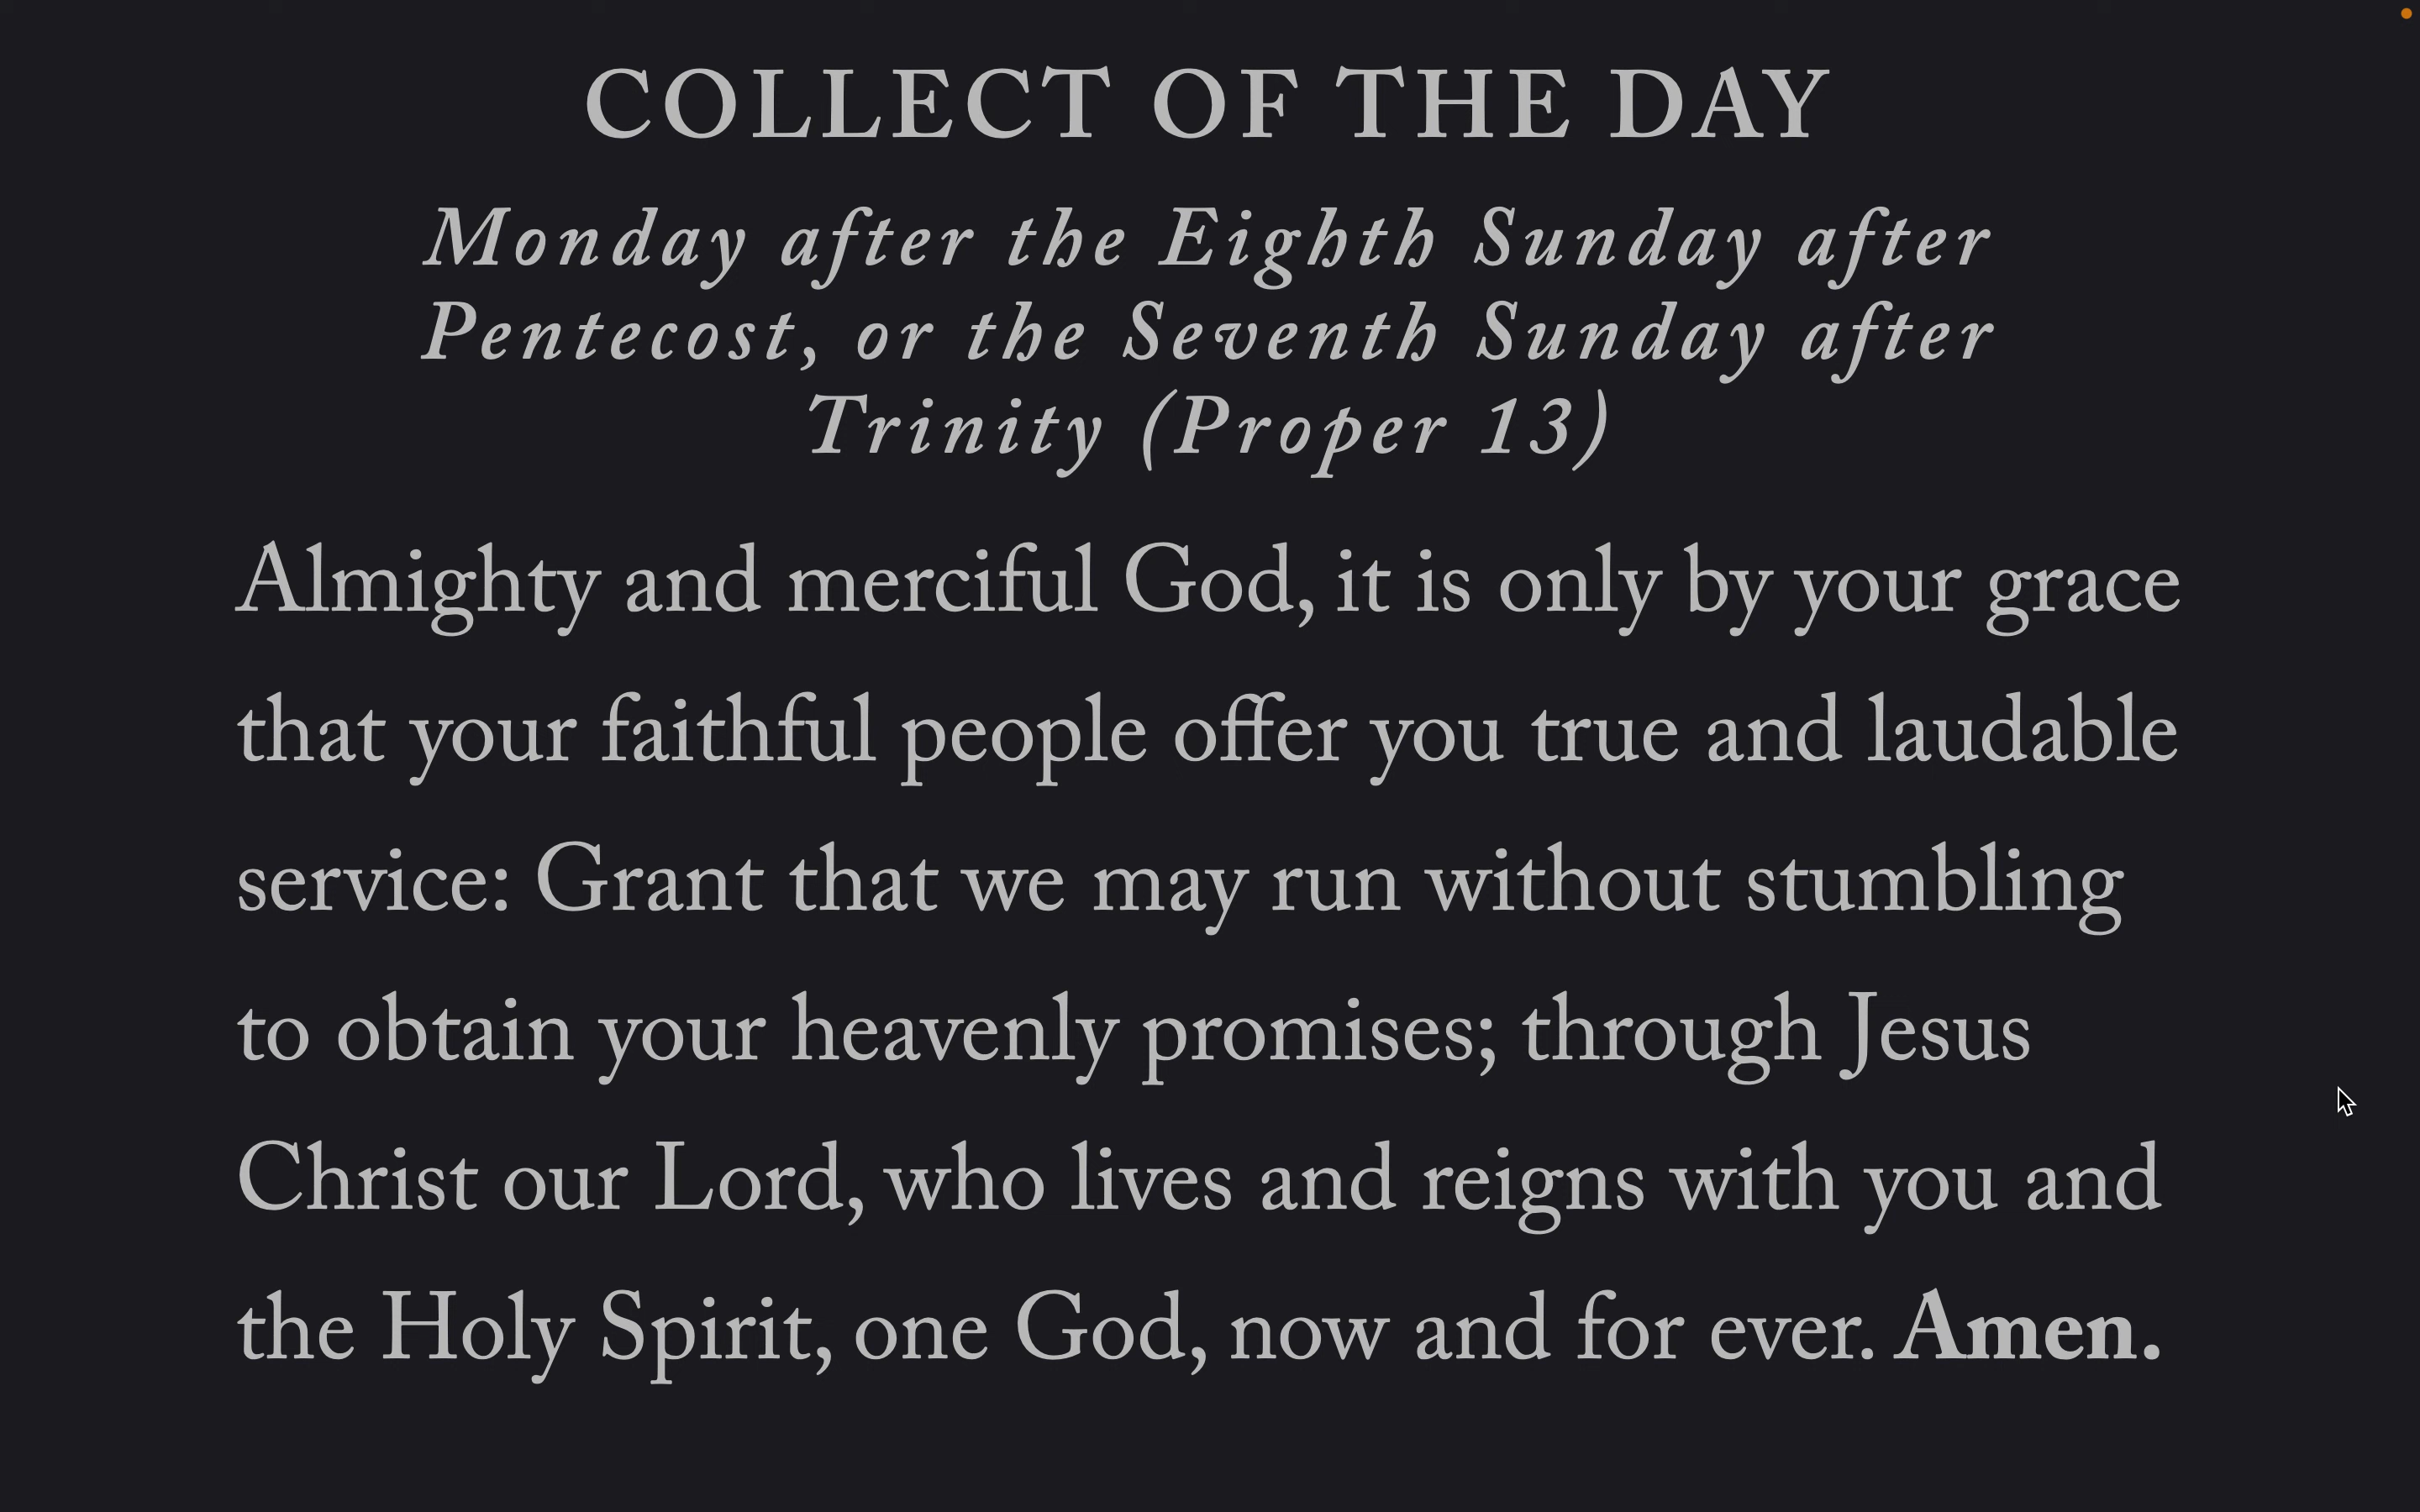 COLLECT OF THE DAY
Monday after the Eighth Sunday after
Pentecost, or the Seventh Sunday after
Trinity (Proper 13)
Almighty and merciful God, it is only by your grace
that your faithful people offer you true and laudable
service: Grant that we may run without stumbling
to obtain your heavenly promises; through Jesus
Christ our Lord, who lives and reigns with you and
the Holy Spirit, one God, now and for ever. Amen.